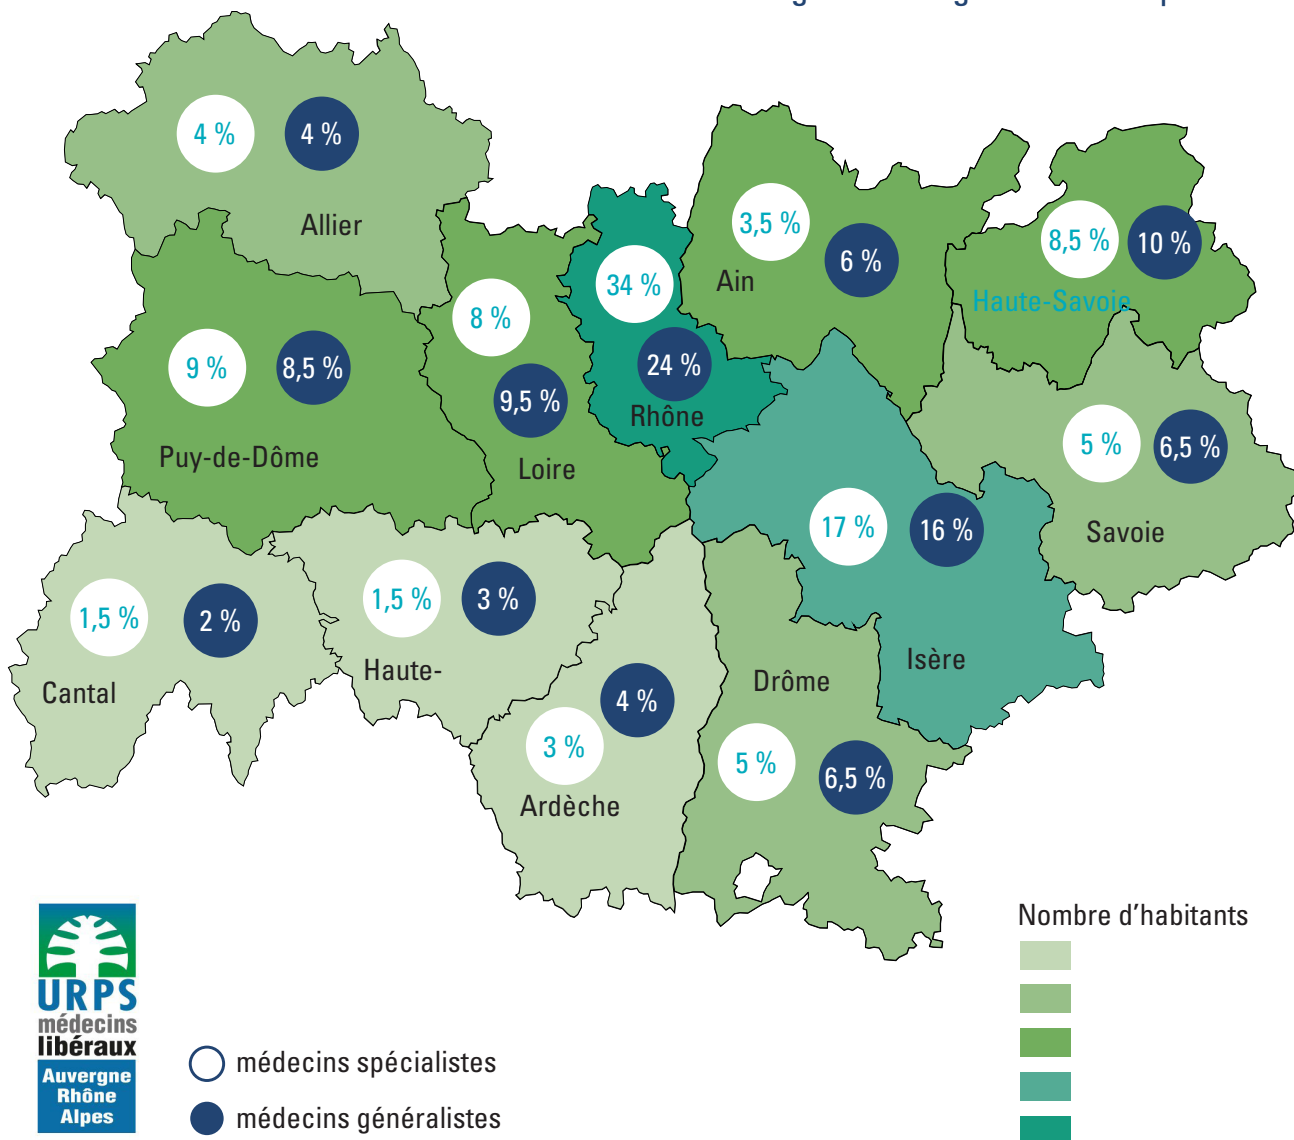 4 %
4 %
Allier
3,5 %
6 %
Ain
8,5 %
10 %
Haute-Savoie
34 %
24 %
Rhône
8 %
9,5 %
Loire
9 %
8,5 %
Puy-de-Dôme
5 %
6,5 %
Savoie
17 %
16 %
Isère
1,5 %
2 %
Cantal
1,5 %
3 %
Haute-
4 %
3 %
Ardèche
Drôme
5 %
6,5 %
Nombre d'habitants
URPS
médecins
libéraux
Auvergne
Rhône
Alpes
médecins spécialistes
médecins généralistes